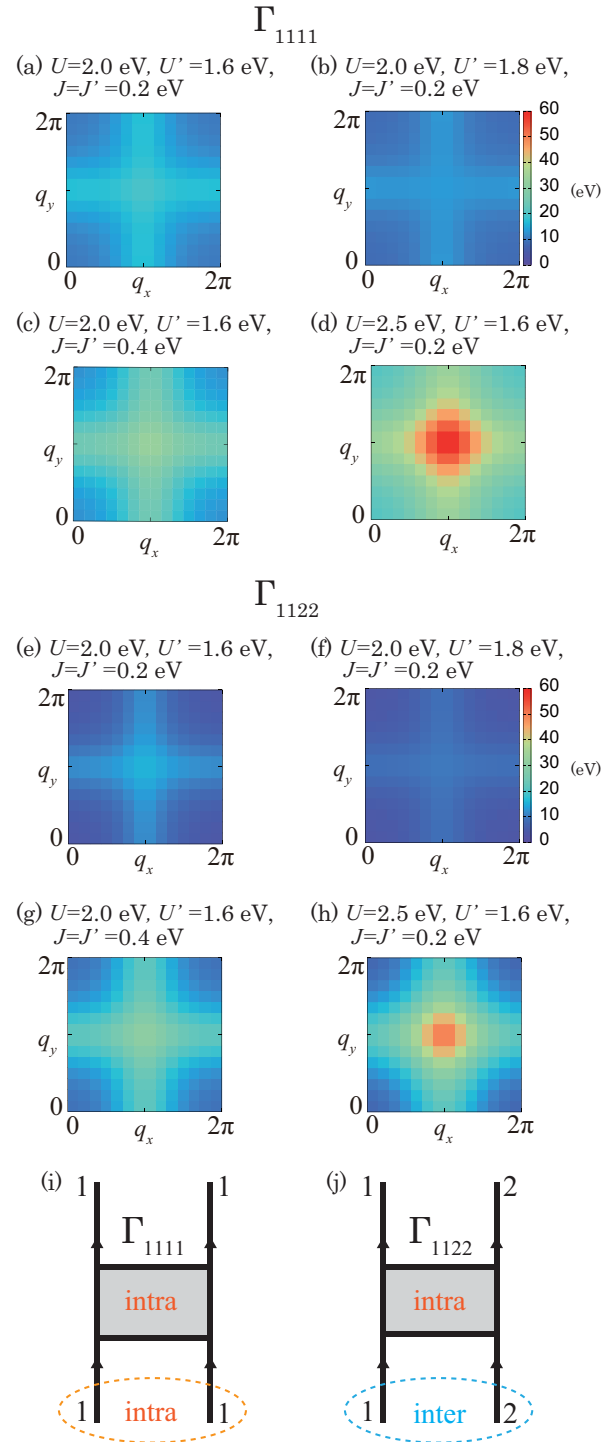 Γ1111
(a) U=2.0 eV, U’=1.6 eV,
J=J’=0.2 eV
(b) U=2.0 eV, U’=1.8 eV,
J=J’=0.2 eV
2π
qy
0
0
qx
2π
0
qx
2π
60
50
40
30
20
10
0
(eV)
(c) U=2.0 eV, U’=1.6 eV,
J=J’=0.4 eV
(d) U=2.5 eV, U’=1.6 eV,
J=J’=0.2 eV
2π
qy
0
0
qx
2π
2π
qy
0
0
qx
2π
Γ1122
(e) U=2.0 eV, U’=1.6 eV,
J=J’=0.2 eV
(f) U=2.0 eV, U’=1.8 eV,
J=J’=0.2 eV
2π
qy
0
0
qx
2π
2π
qy
0
0
qx
2π
60
50
40
30
20
10
0
(eV)
(g) U=2.0 eV, U’=1.6 eV,
J=J’=0.4 eV
(h) U=2.5 eV, U’=1.6 eV,
J=J’=0.2 eV
2π
qy
0
0
qx
2π
2π
qy
0
0
qx
2π
(i)
1
1
Γ1111
intra
1
intra
1
(j)
1
2
Γ1122
intra
1
inter
2